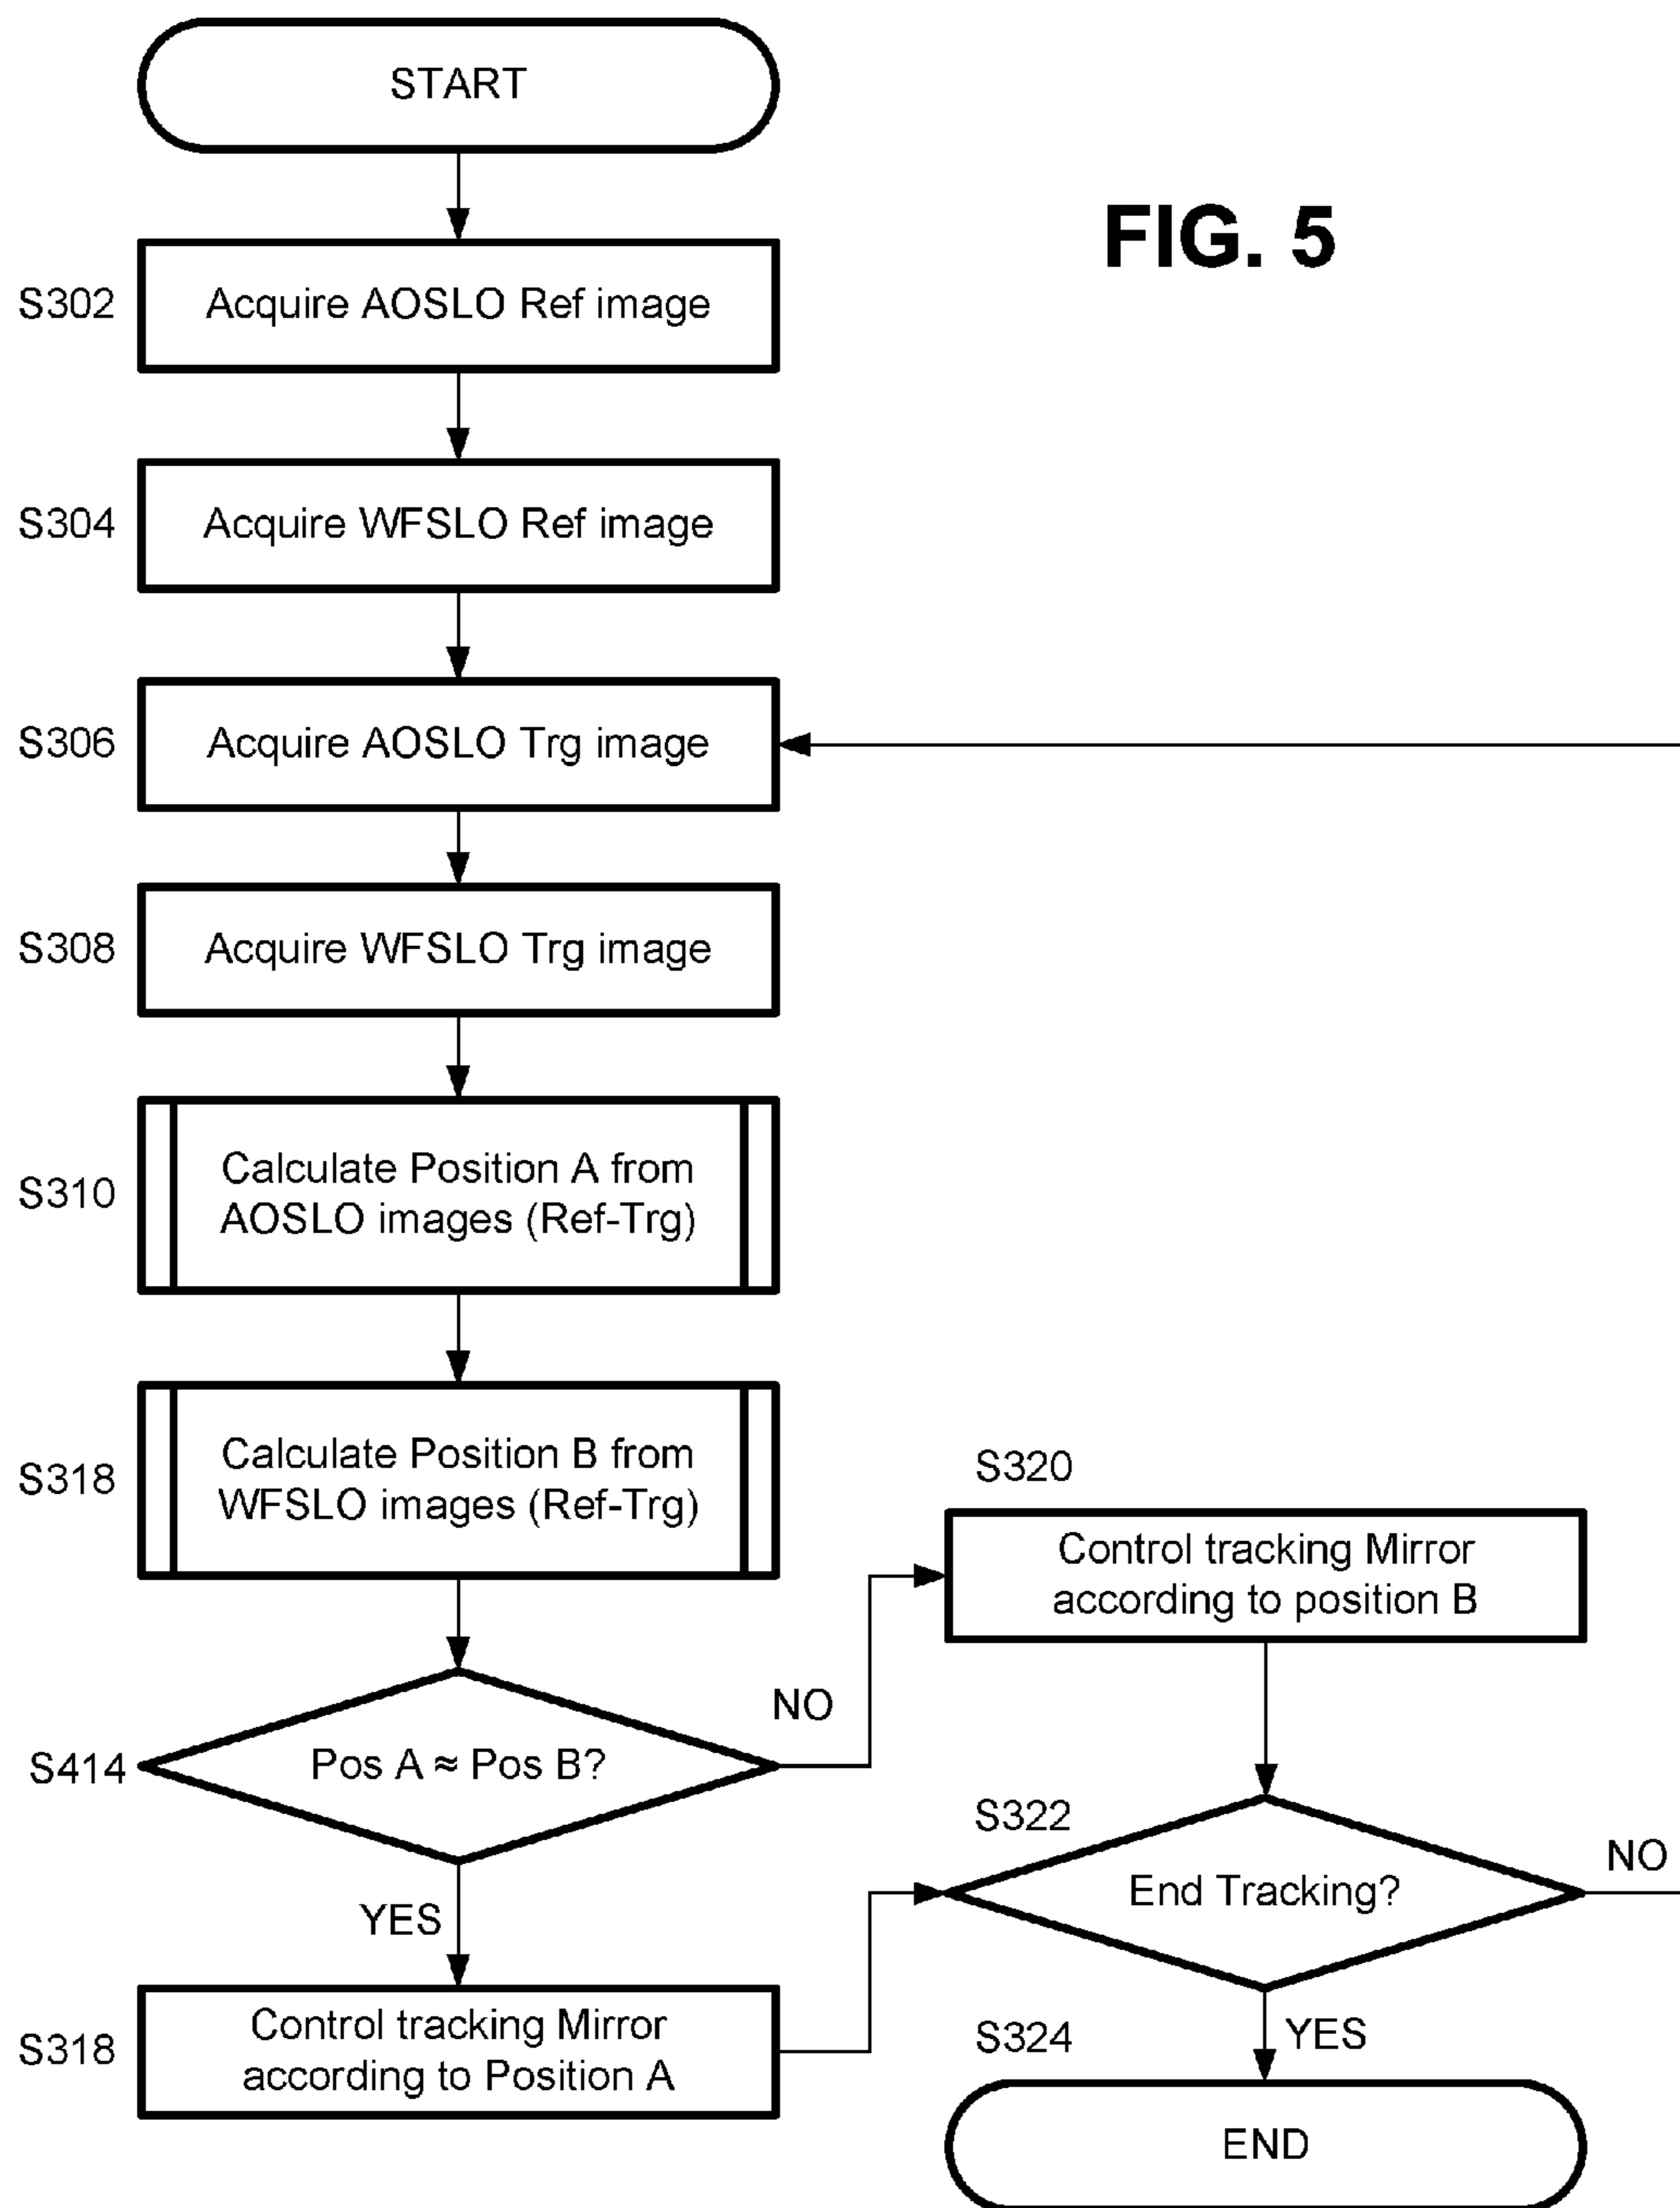 START
FIG. 5
S302
Acquire AOSLO Ref image
S304
Acquire WFSLO Ref image
S306
Acquire AOSLO Trg image
S308
Acquire WFSLO Trg image
S310
Calculate Position A from
AOSLO images (Ref-Trg)
S318
Calculate Position B from
WFSLO images (Ref-Trg)
S414
Pos A ≈ Pos B?
NO
YES
S318
Control tracking Mirror
according to Position A
S320
Control tracking Mirror
according to position B
S322
End Tracking?
NO
YES
S324
END